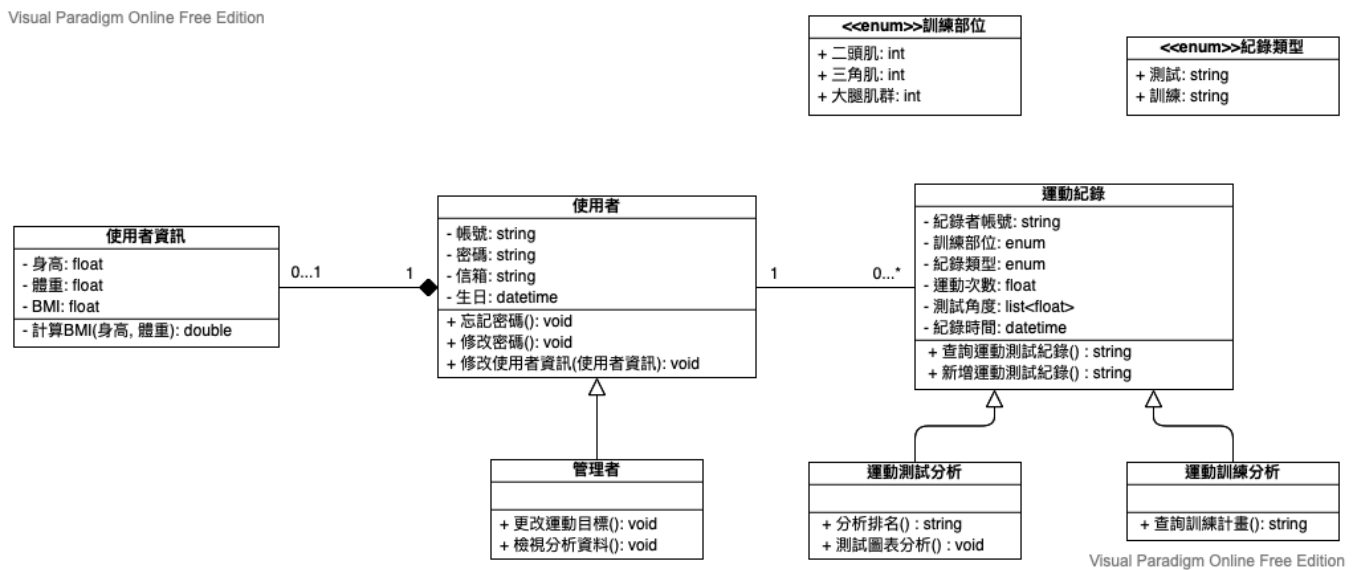 Visual Paradigm Online Free Edition
<<enum>>訓練部位
+ 二頭肌: int
+ 三角肌: int
+ 大腿肌群: int
<<enum>>紀錄類型
+ 測試: string
+ 訓練: string
使用者資訊
- 身高: float
- 體重: float
- BMI: float
- 計算BMI(身高, 體重): double
0...1
1
使用者
- 帳號: string
- 密碼: string
- 信箱: string
- 生日: datetime
+ 忘記密碼(): void
+ 修改密碼(): void
+ 修改使用者資訊(使用者資訊): void
1
0...*
運動紀錄
- 紀錄者帳號: string
- 訓練部位: enum
- 紀錄類型: enum
- 運動次數: float
- 測試角度: list<float>
- 紀錄時間: datetime
+ 查詢運動測試紀錄() : string
+ 新增運動測試紀錄() : string
管理者
+ 更改運動目標(): void
+ 檢視分析資料(): void
運動測試分析
+ 分析排名() : string
+ 測試圖表分析() : void
運動訓練分析
+ 查詢訓練計畫(): string
Visual Paradigm Online Free Edition